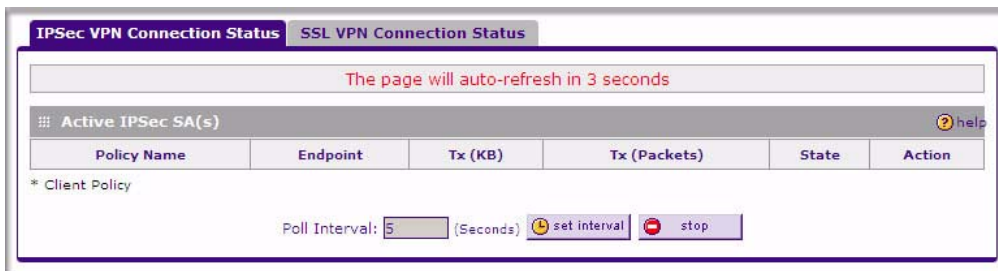 IPSec VPN Connection Status SSL VPN Connection Status
The page will auto-refresh in 3 seconds
Active IPSec SA(s) help
Policy Name Endpoint Tx (KB) Tx (Packets) State Action
* Client Policy
Poll Interval: 5 (Seconds) set interval stop